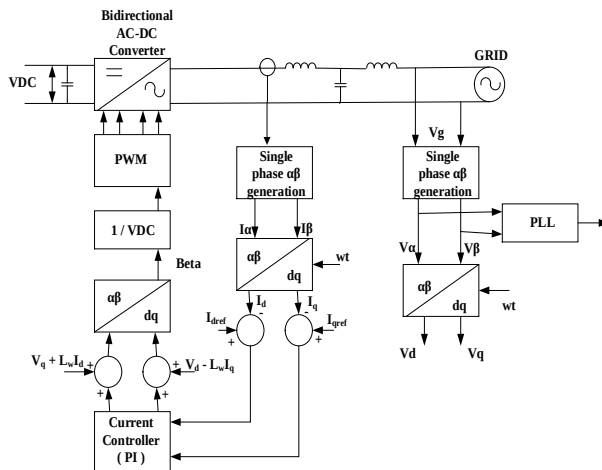 Bidirectional
AC-DC
Converter
VDC
GRID
Vg
PWM
Single
phase αβ
generation
Single
phase αβ
generation
1 / VDC
PLL
Iα
Iβ
Vα
Vβ
Beta
αβ
dq
wt
αβ
dq
wt
αβ
dq
Id
Iq
Idref
-
+
-
+
Iqref
Vd
Vq
Vq + LwId
+
+
+
+
Vd - LwIq
Current
Controller
( PI )